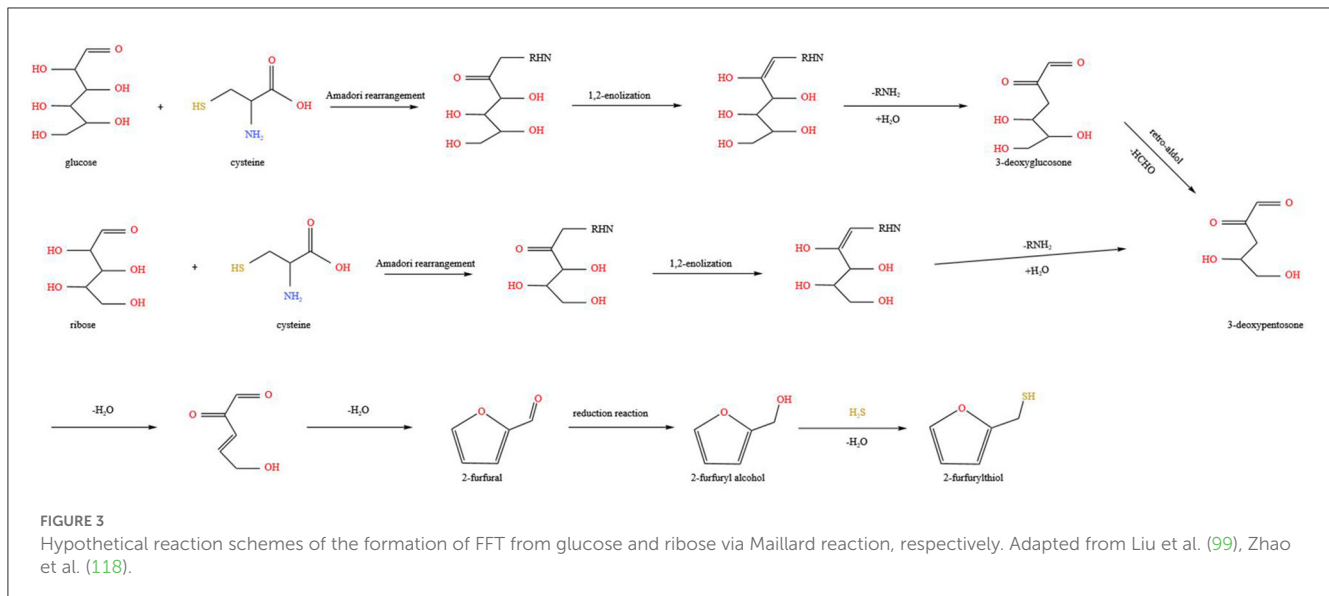 O
RHN
RHN
O
HO
O
O
HO
O
OH
OH
OH
Amadori rearrangement
1,2-enolization
-RNH₂
O
HO
+
HS
OH
HO
HO
+H₂O
HO
OH
OH
OH
HO
OH
retro-aldol
HO
NH₂
HO
HO
HO
-HCHO
glucose
cysteine
3-deoxyglucosone
O
O
RHN
RHN
O
O
HO
HO
-RNH₂
HO
OH
+
HS
OH
Amadori rearrangement
OH
1,2-enolization
OH
+H₂O
HO
HO
HO
HO
OH
NH₂
OH
OH
OH
ribose
cysteine
3-deoxypentosone
O
O
OH
SH
-H₂O
O
-H₂O
O
reduction reaction
O
H₂S
O
-H₂O
OH
2-furfural
2-furfuryl alcohol
2-furfurylthiol
FIGURE 3
Hypothetical reaction schemes of the formation of FFT from glucose and ribose via Maillard reaction, respectively. Adapted from Liu et al. (99), Zhao
et al. (118).